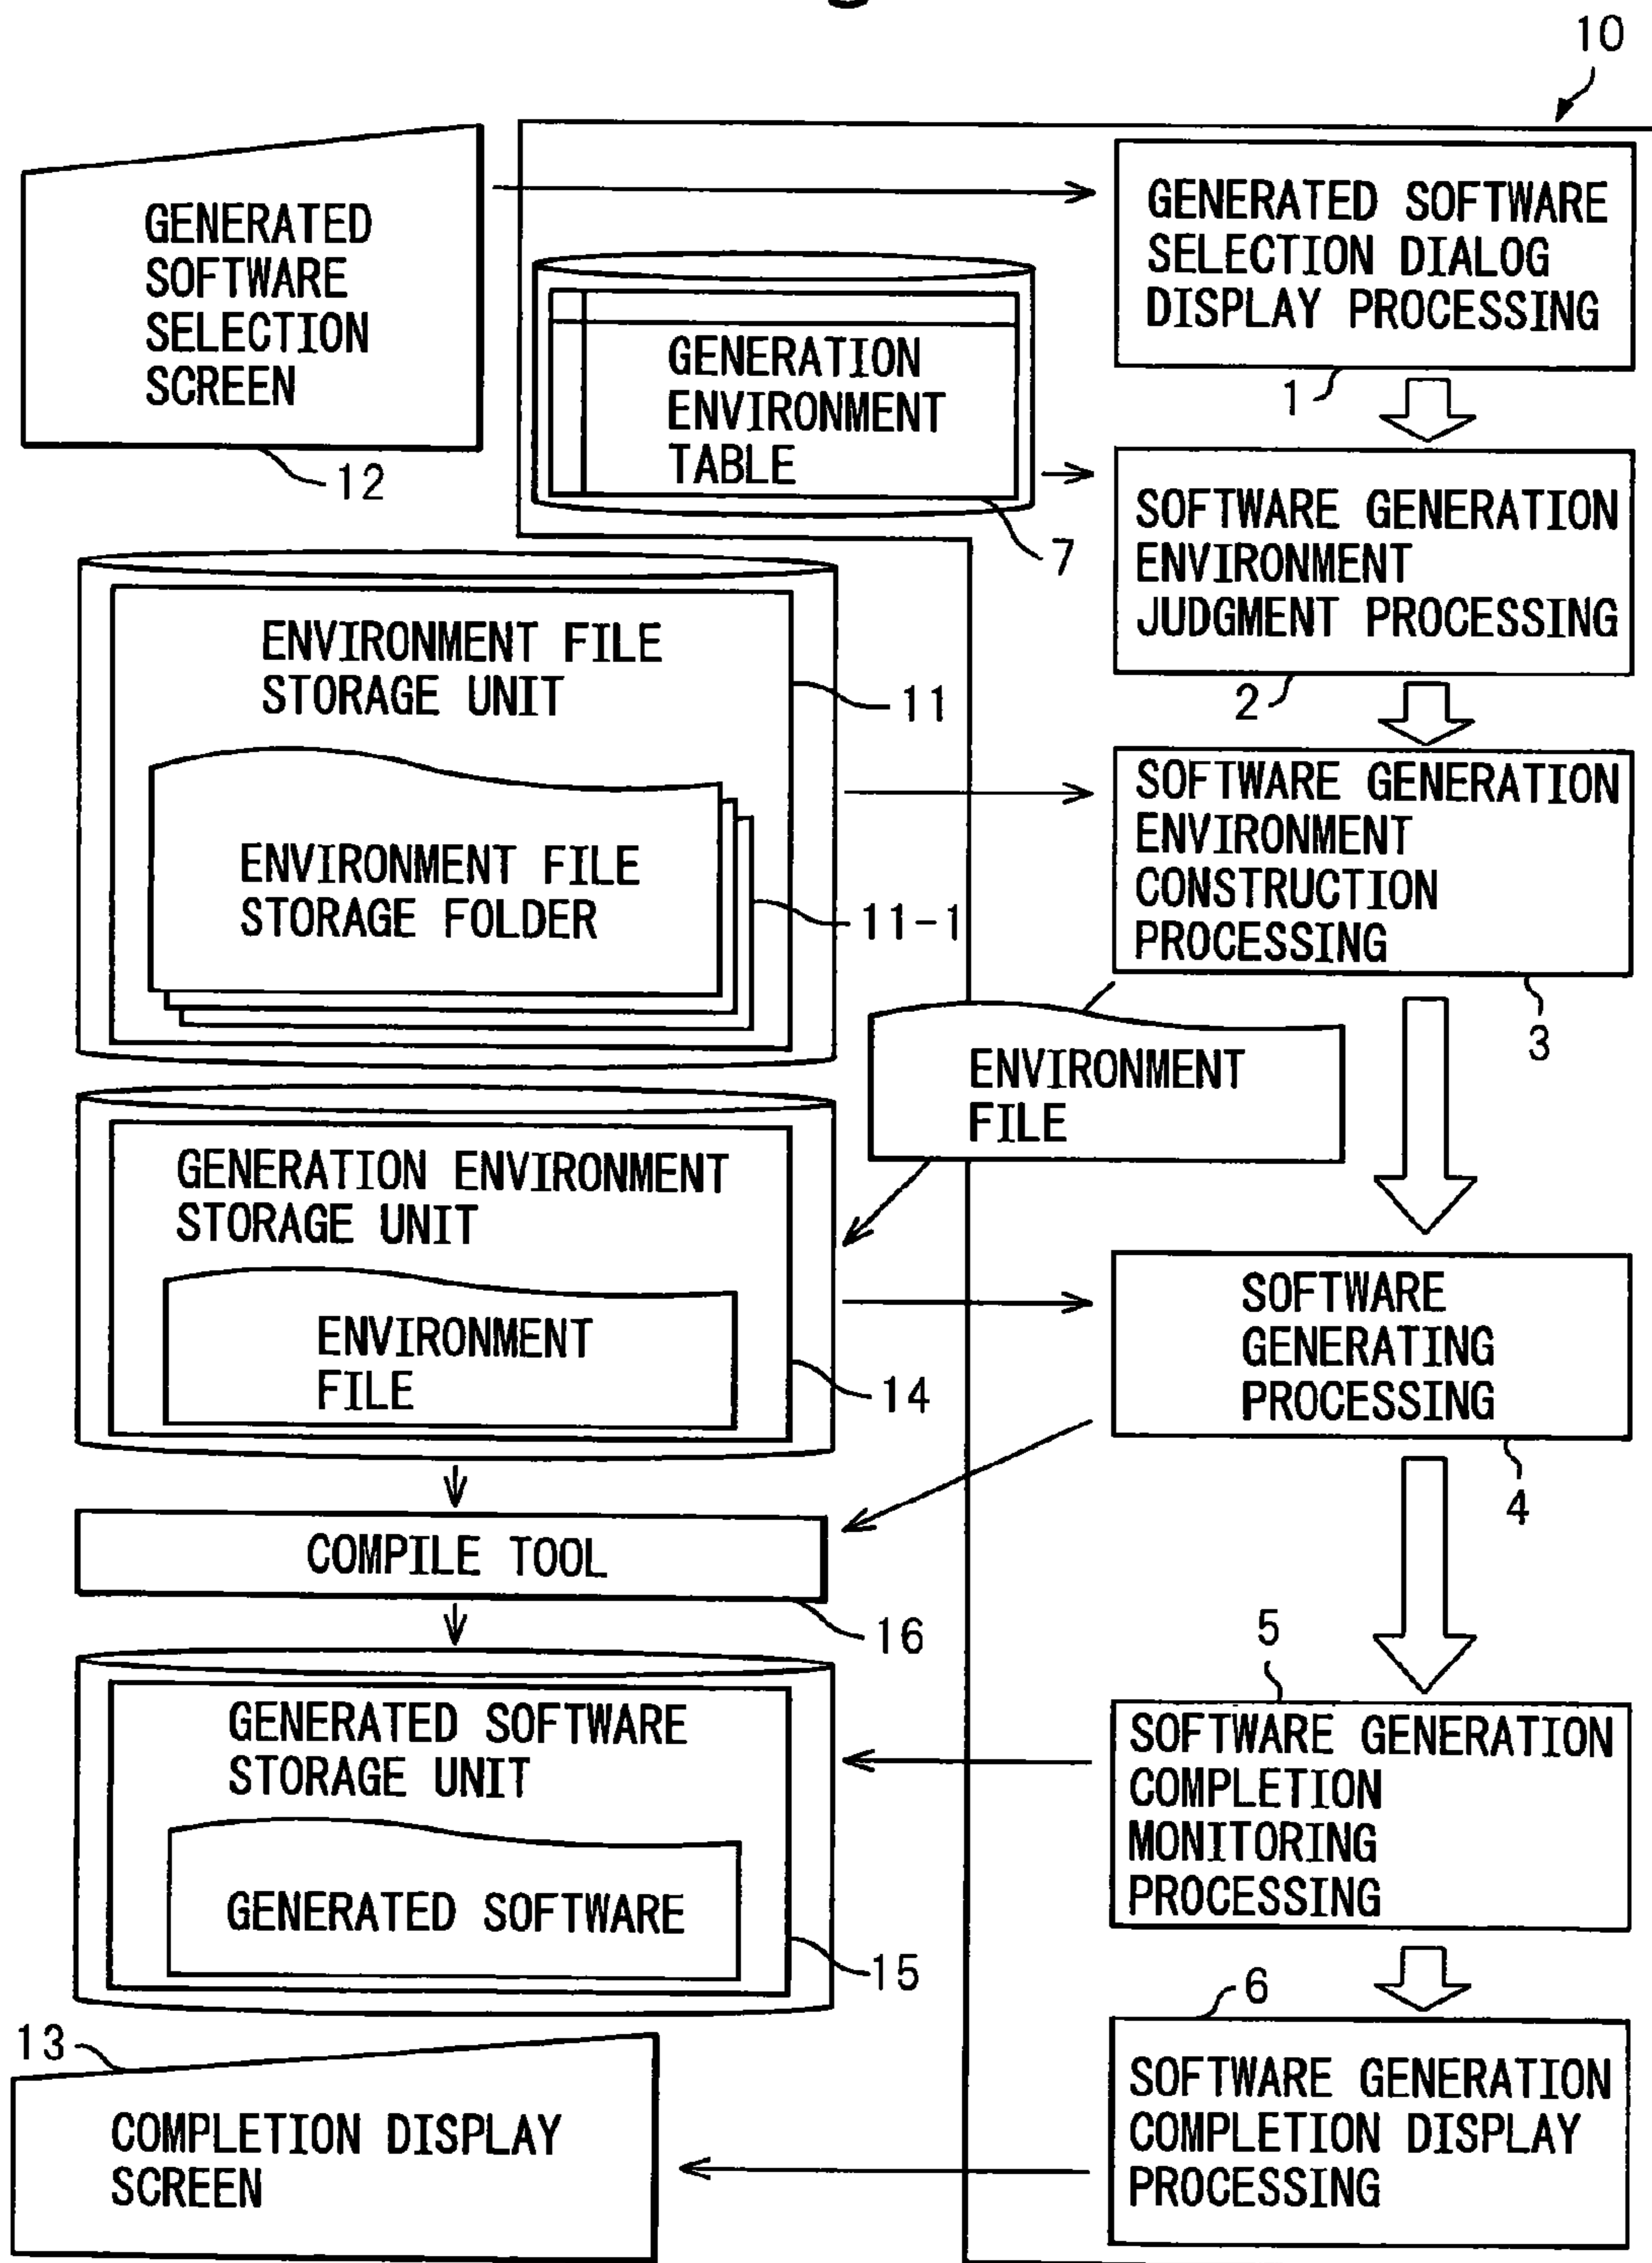 10
GENERATED
SOFTWARE
SELECTION
SCREEN
12
GENERATION
ENVIRONMENT
TABLE
7
GENERATED SOFTWARE
SELECTION DIALOG
DISPLAY PROCESSING
1
SOFTWARE GENERATION
ENVIRONMENT
JUDGMENT PROCESSING
2
ENVIRONMENT FILE
STORAGE UNIT
11
ENVIRONMENT FILE
STORAGE FOLDER
11-1
SOFTWARE GENERATION
ENVIRONMENT
CONSTRUCTION
PROCESSING
3
ENVIRONMENT
FILE
GENERATION ENVIRONMENT
STORAGE UNIT
ENVIRONMENT
FILE
14
SOFTWARE
GENERATING
PROCESSING
4
COMPILE TOOL
16
GENERATED SOFTWARE
STORAGE UNIT
GENERATED SOFTWARE
15
5
SOFTWARE GENERATION
COMPLETION
MONITORING
PROCESSING
6
SOFTWARE GENERATION
COMPLETION DISPLAY
PROCESSING
13
COMPLETION DISPLAY
SCREEN